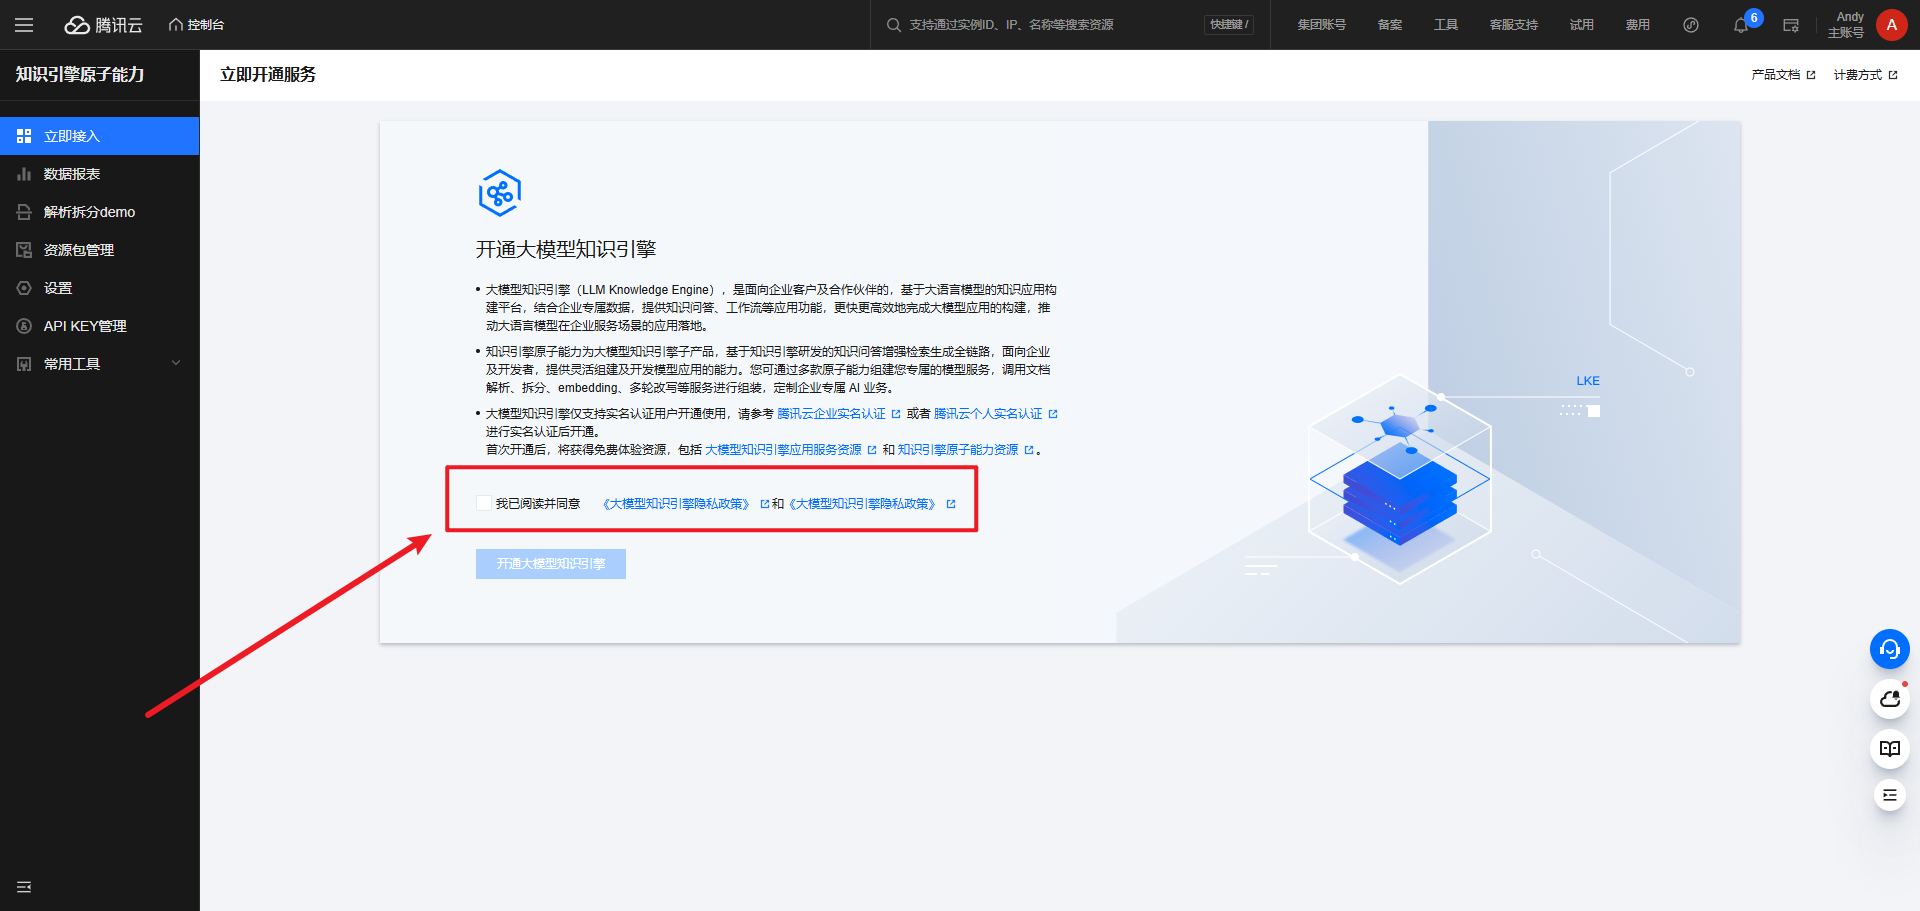 腾讯云
控制台
支持通过实例ID、IP、名称等搜索资源
快捷键 /
集团账号
备案
工具
客服支持
试用
费用
6
Andy
主账号
A
知识引擎原子能力
立即接入
数据报表
解析拆分demo
资源包管理
设置
API KEY管理
常用工具
立即开通服务
产品文档
计费方式
开通大模型知识引擎
• 大模型知识引擎（LLM Knowledge Engine），是面向企业客户及合作伙伴的，基于大语言模型的知识应用构
建平台，结合企业专属数据，提供知识问答、工作流等应用功能，更快更高效地完成大模型应用的构建，推
动大语言模型在企业服务场景的应用落地。
• 知识引擎原子能力为大模型知识引擎子产品，基于知识引擎研发的知识问答增强检索生成全链路，面向企业
及开发者，提供灵活组建及开发模型应用的能力。您可通过多款原子能力组建您专属的模型服务，调用文档
解析、拆分、embedding、多轮改写等服务进行组装，定制企业专属 AI 业务。
• 大模型知识引擎仅支持实名认证用户开通使用，请参考 腾讯云企业实名认证 或者 腾讯云个人实名认证
进行实名认证后开通。
首次开通后，将获得免费体验资源，包括 大模型知识引擎应用服务资源 和 知识引擎原子能力资源 。
我已阅读并同意 《大模型知识引擎隐私政策》 和《大模型知识引擎隐私政策》
开通大模型知识引擎
LKE